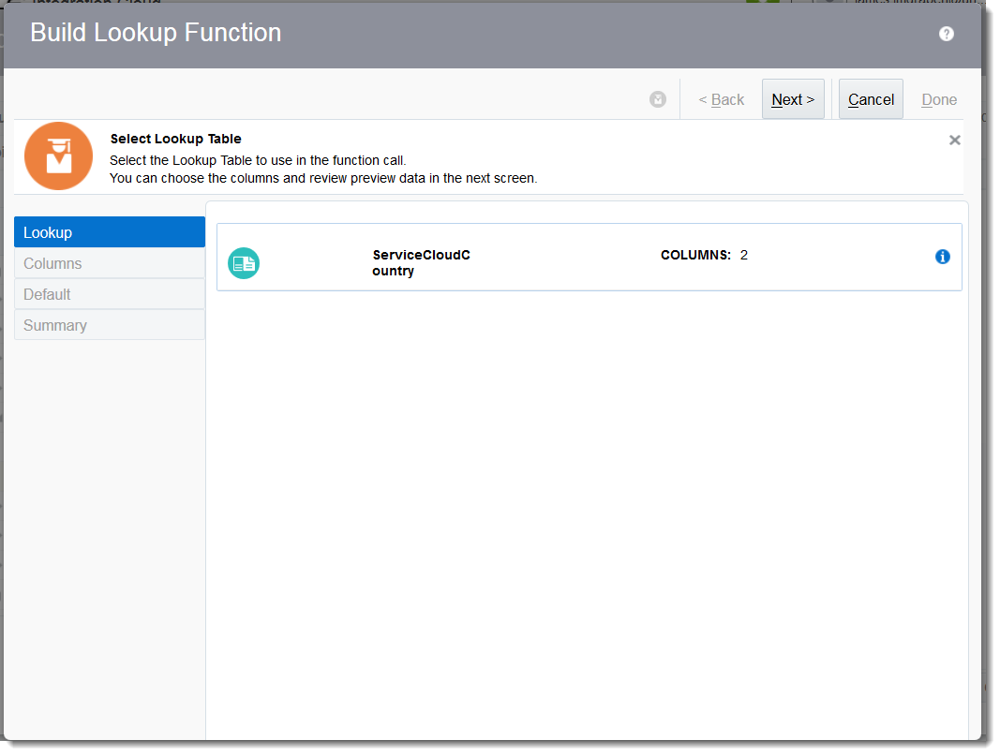 Integration Cloud
Build Lookup Function
?
< Back
Next >
Cancel
Done
Select Lookup Table
Select the Lookup Table to use in the function call.
You can choose the columns and review preview data in the next screen.
Lookup
Columns
Default
Summary
ServiceCloudC
ountry
COLUMNS: 2
i